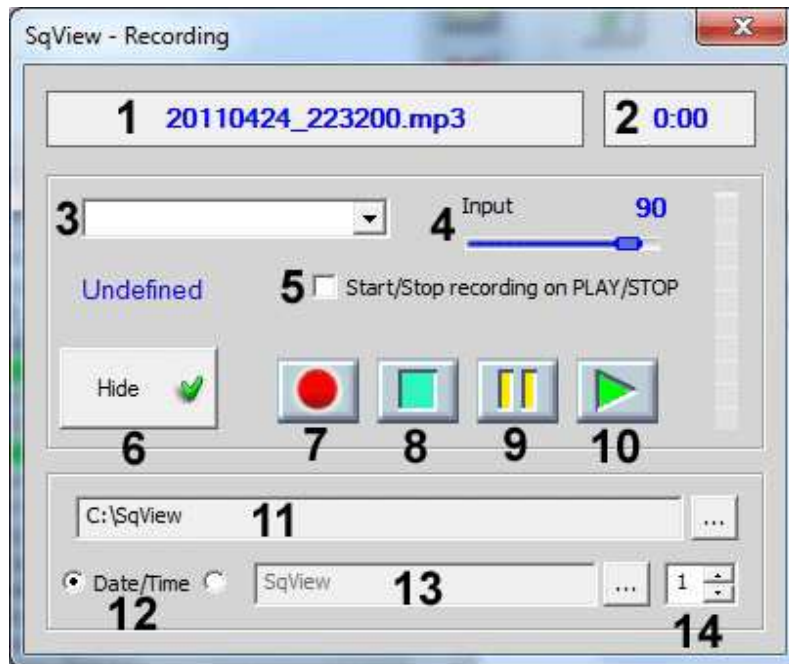 SqView - Recording
1 20110424_223200.mp3 2 0:00
3 4 Input 90
Undefined 5 Start/Stop recording on PLAY/STOP
Hide
6 7 8 9 10
C:\SqView 11 ...
Date/Time SqView 13 ... 1
12 14